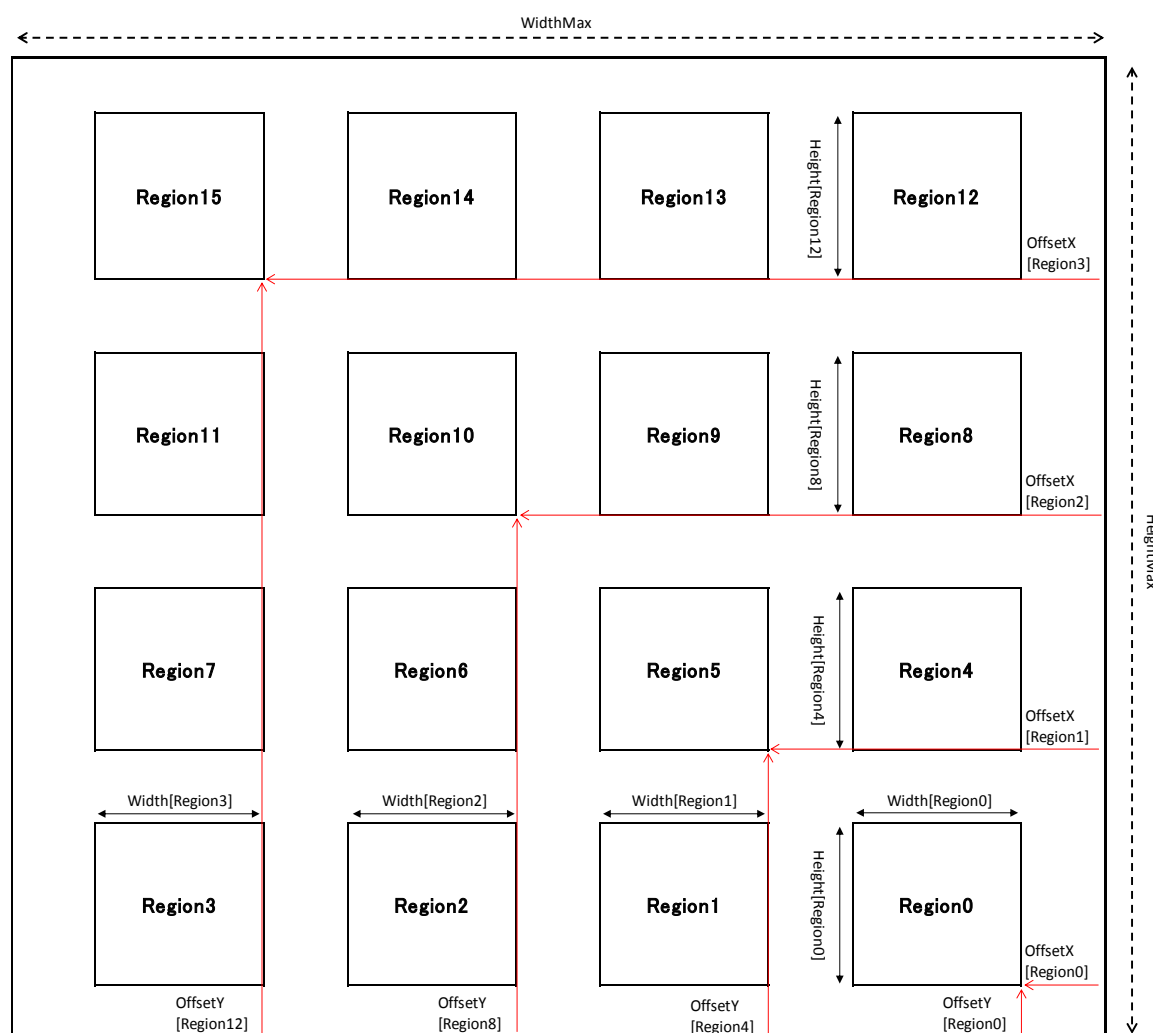 WidthMax
Region15
Region14
Region13
Height[Region12]
Region12
OffsetX
[Region3]
Region11
Region10
Region9
Height[Region8]
Region8
OffsetX
[Region2]
HeightMax
Region7
Region6
Region5
Height[Region4]
Region4
OffsetX
[Region1]
Width[Region3]
Width[Region2]
Width[Region1]
Width[Region0]
Region3
Region2
Region1
Height[Region0]
Region0
OffsetX
[Region0]
OffsetY
[Region12]
OffsetY
[Region8]
OffsetY
[Region4]
OffsetY
[Region0]